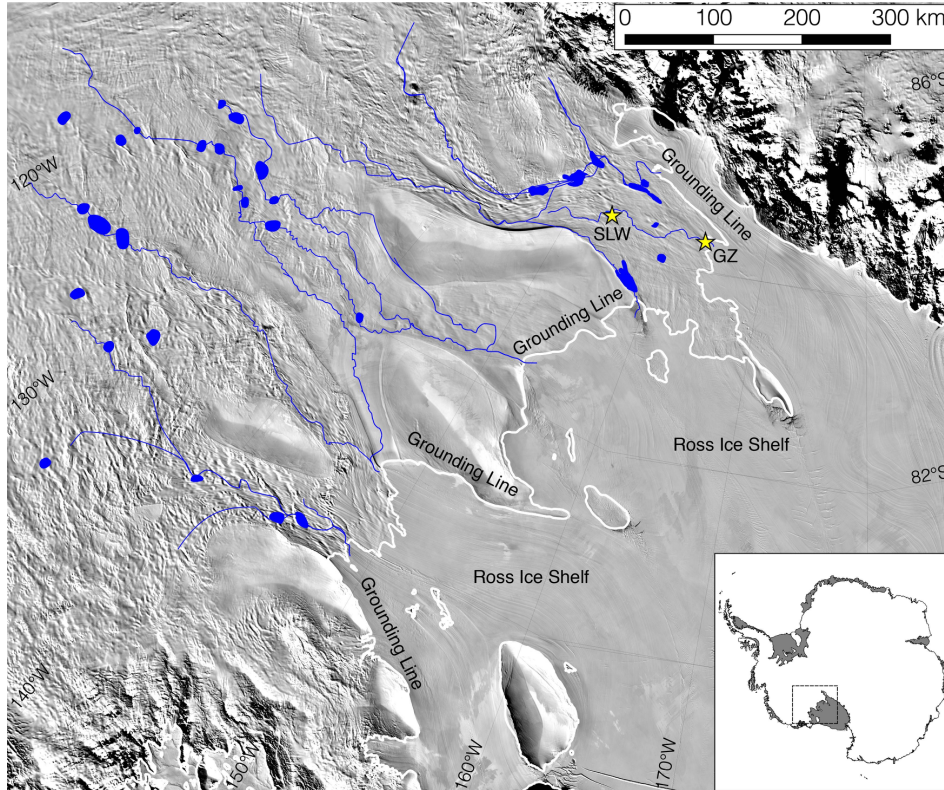 0 100 200 300 km
86°S
120°W
Grounding Line
SLW
GZ
Grounding Line
130°W
Ross Ice Shelf
Grounding Line
82°S
Ross Ice Shelf
Grounding Line
140°W
150°W
160°W
170°W